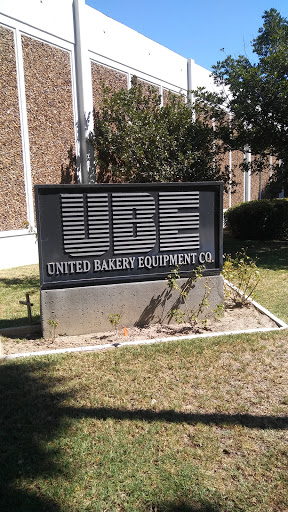 UBE
UNITED BAKERY EQUIPMENT CO.